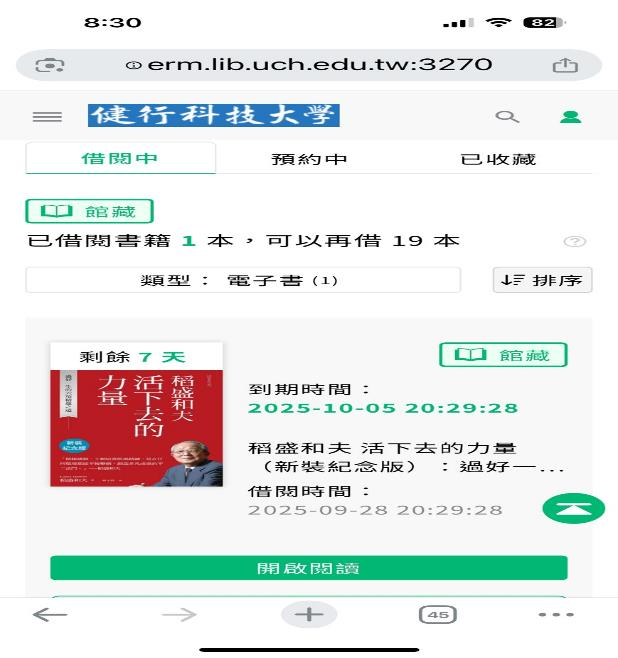 8:30
82
erm.lib.uch.edu.tw:3270
健行科技大學
借閱中 預約中 已收藏
館藏
已借閱書籍 1 本，可以再借 19 本
類型： 電子書 (1)
排序
剩餘 7 天
館藏
稻盛和夫
活下去的
力量
新裝
紀念版
到期時間：
2025-10-05 20:29:28
稻盛和夫 活下去的力量
（新裝紀念版）：過好一...
借閱時間：
2025-09-28 20:29:28
開啟閱讀
45